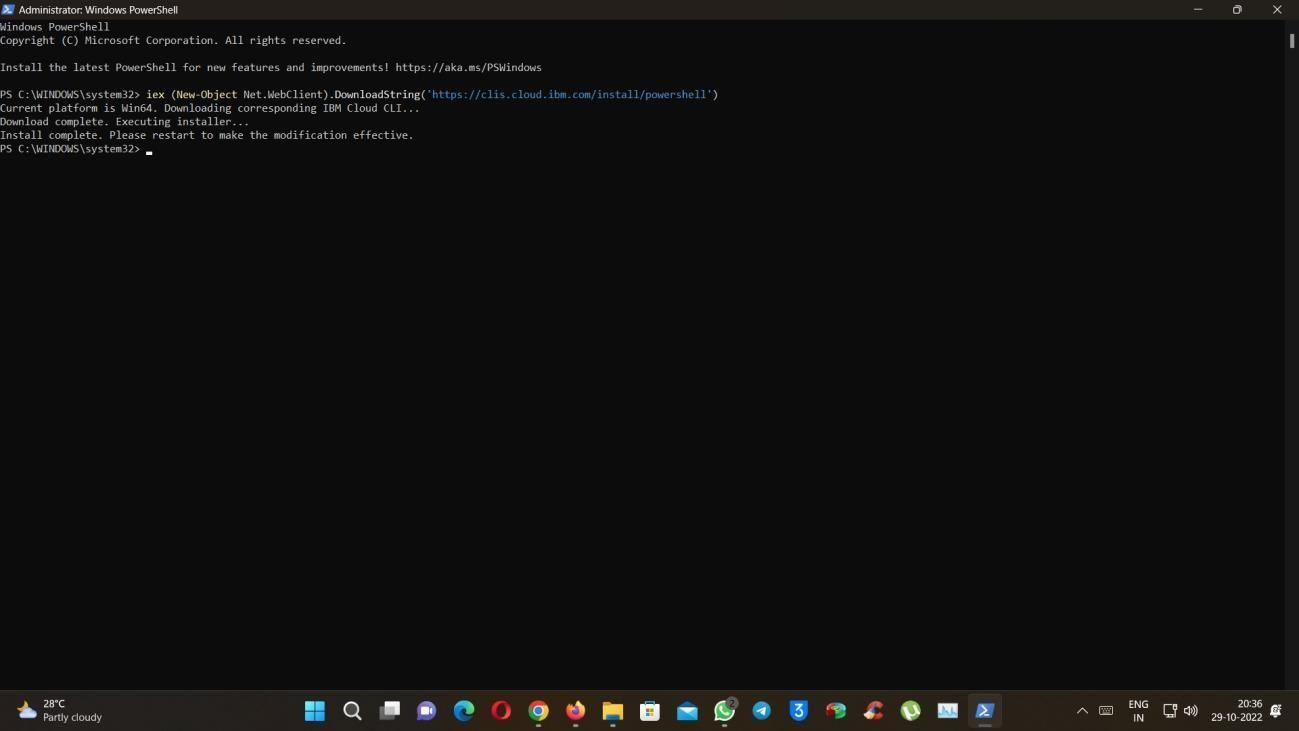 Administrator: Windows PowerShell
Windows PowerShell
Copyright (C) Microsoft Corporation. All rights reserved.
Install the latest PowerShell for new features and improvements! https://aka.ms/PSWindows
PS C:\WINDOWS\system32> iex (New-Object Net.WebClient).DownloadString('https://clis.cloud.ibm.com/install/powershell')
Current platform is Win64. Downloading corresponding IBM Cloud CLI...
Download complete. Executing installer...
Install complete. Please restart to make the modification effective.
PS C:\WINDOWS\system32>
28°C
Partly cloudy
2
3
ENG
IN
20:36
29-10-2022